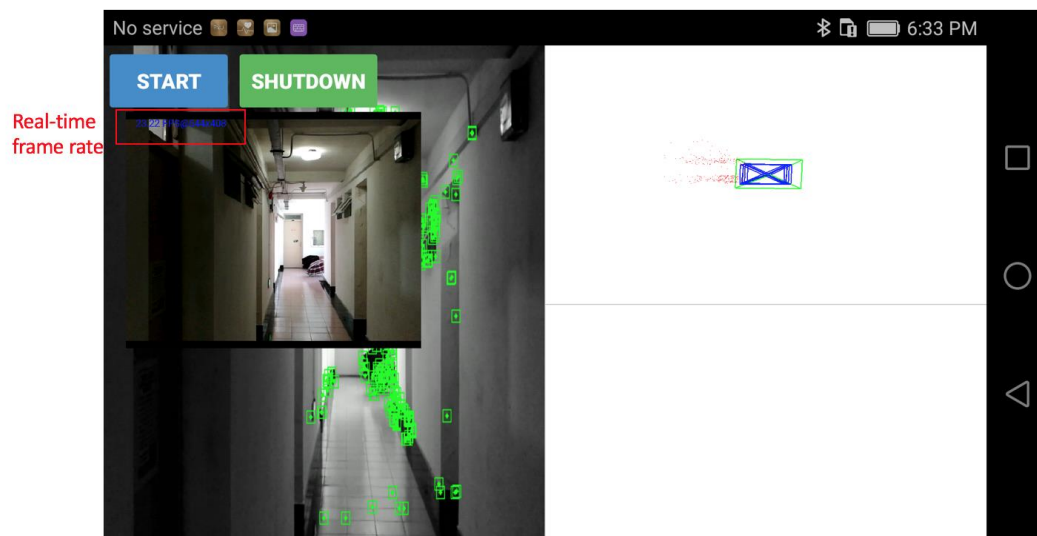 No service
6:33 PM
START
SHUTDOWN
Real-time
frame rate